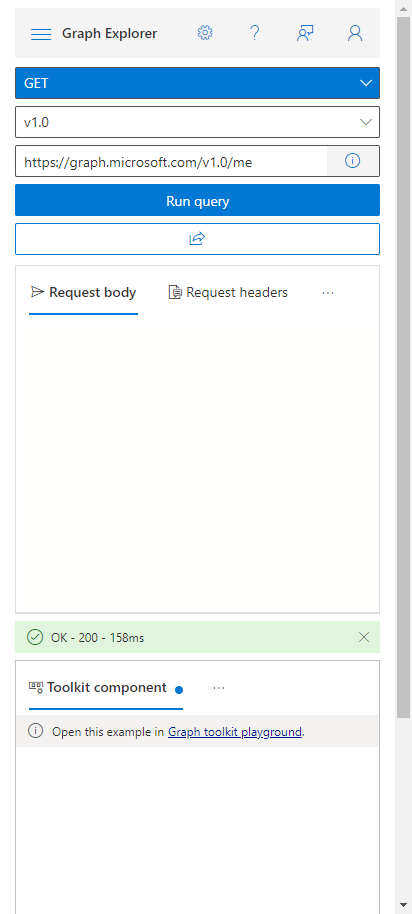 Graph Explorer
GET
v1.0
https://graph.microsoft.com/v1.0/me
Run query
Request body Request headers ...
OK - 200 - 158ms
Toolkit component ...
Open this example in Graph toolkit playground.